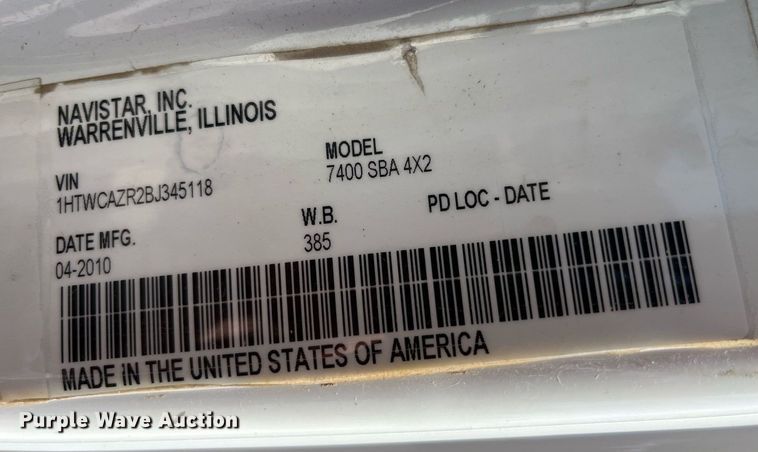 NAVISTAR, INC.
WARRENVILLE, ILLINOIS
VIN
1HTWCAZR2BJ345118
MODEL
7400 SBA 4X2
DATE MFG.
04-2010
W.B.
385
PD LOC - DATE
MADE IN THE UNITED STATES OF AMERICA
Purple Wave Auction